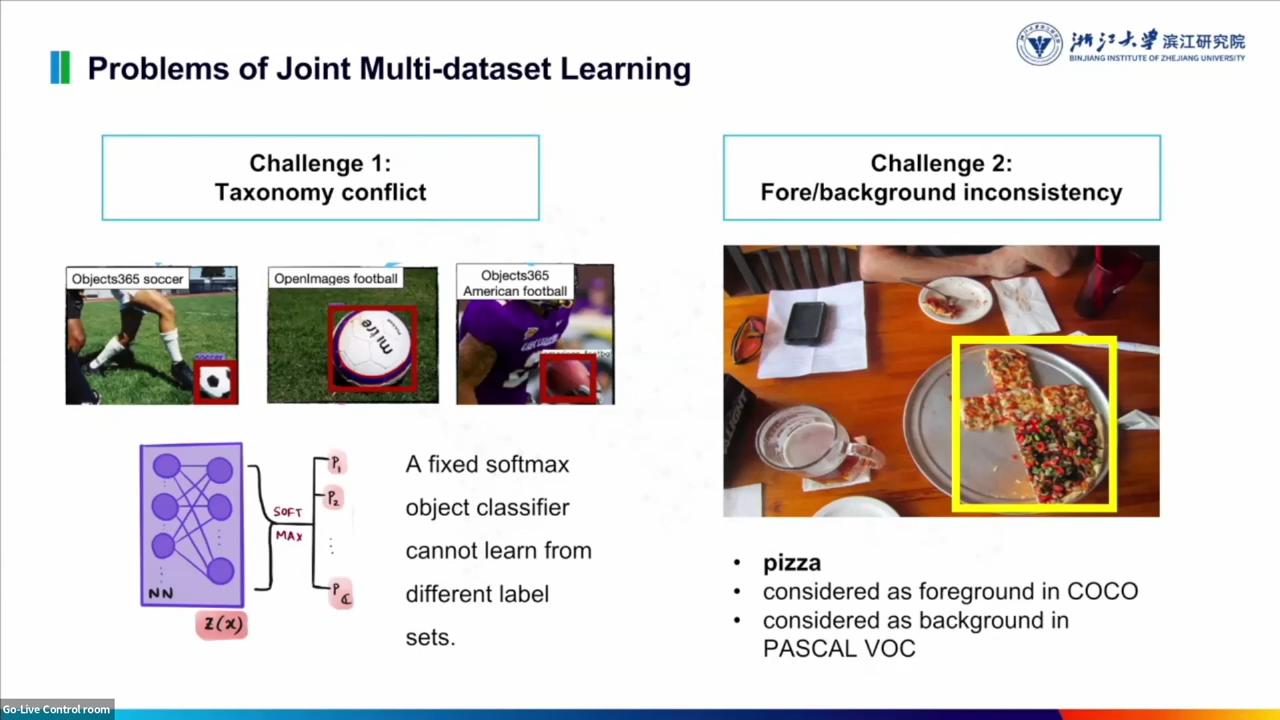 浙江大学 滨江研究院
BINJIANG INSTITUTE OF ZHEJIANG UNIVERSITY
Problems of Joint Multi-dataset Learning
Challenge 1:
Taxonomy conflict
Objects365 soccer
soccer
OpenImages football
mitre
Objects365
American football
P₁
P₂
SOFT
MAX
P
NN
Z(x)
A fixed softmax
object classifier
cannot learn from
different label
sets.
Challenge 2:
Fore/background inconsistency
• pizza
• considered as foreground in COCO
• considered as background in
PASCAL VOC
Go-Live Control room